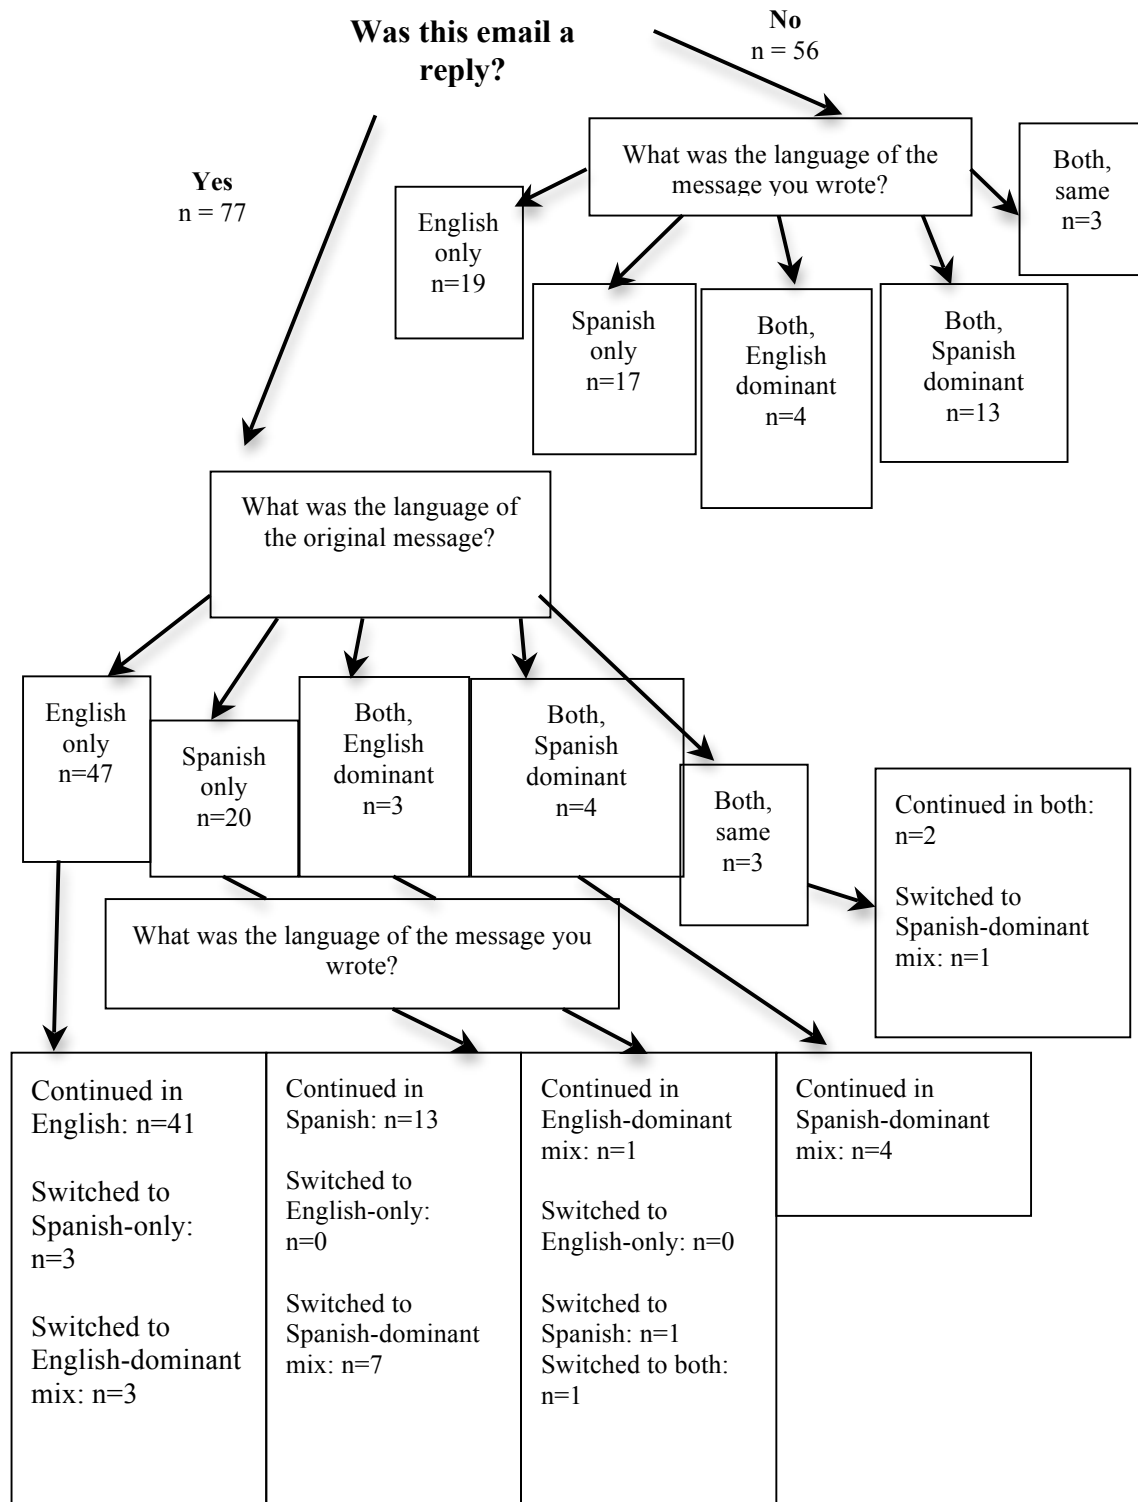 Was this email a
reply?
No
n = 56
Yes
n = 77
What was the language of the
message you wrote?
English
only
n=19
Spanish
only
n=17
Both,
English
dominant
n=4
Both,
Spanish
dominant
n=13
Both,
same
n=3
What was the language of
the original message?
English
only
n=47
Spanish
only
n=20
Both,
English
dominant
n=3
Both,
Spanish
dominant
n=4
Both,
same
n=3
Continued in both:
n=2
Switched to
Spanish-dominant
mix: n=1
What was the language of the message you
wrote?
Continued in
English: n=41
Switched to
Spanish-only:
n=3
Switched to
English-dominant
mix: n=3
Continued in
Spanish: n=13
Switched to
English-only:
n=0
Switched to
Spanish-dominant
mix: n=7
Continued in
English-dominant
mix: n=1
Switched to
English-only: n=0
Switched to
Spanish: n=1
Switched to both:
n=1
Continued in
Spanish-dominant
mix: n=4